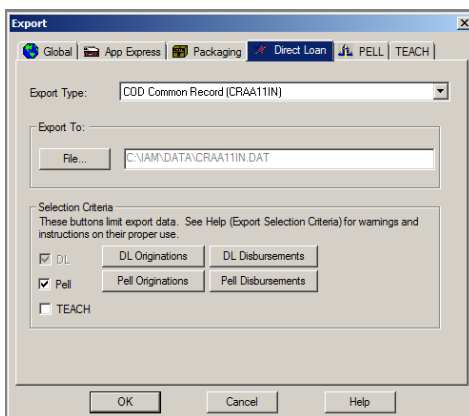 Export
Global App Express Packaging Direct Loan PELL TEACH
Export Type: COD Common Record (CRAA11IN)
Export To:
File... C:\IAM\DATA\CRAA11IN.DAT
Selection Criteria
These buttons limit export data. See Help (Export Selection Criteria) for warnings and
instructions on their proper use.
DL DL Originations DL Disbursements
Pell Pell Originations Pell Disbursements
TEACH
OK Cancel Help